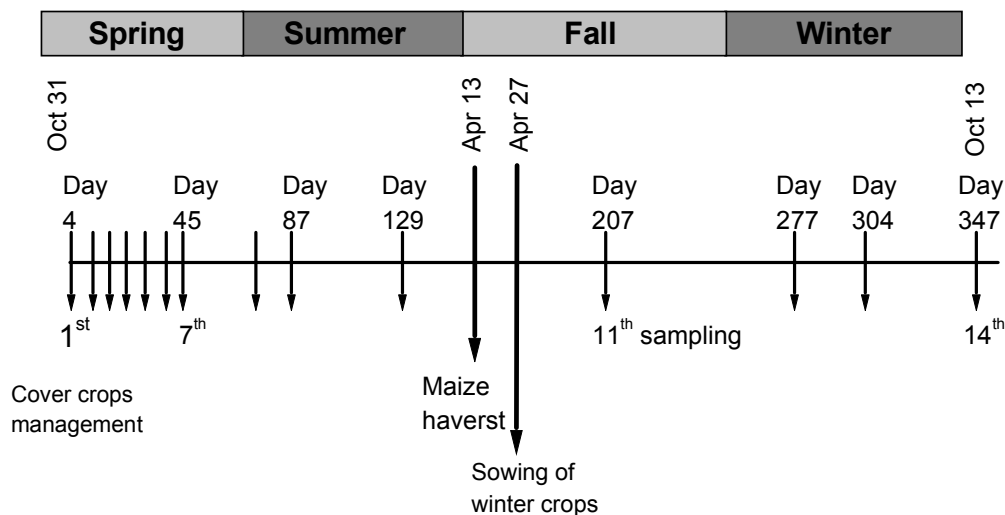 Spring Summer Fall Winter
Oct 31 Apr 13 Apr 27 Oct 13
Day Day Day Day Day Day Day Day
4 45 87 129 207 277 304 347
1st 7th 11th sampling 14th
Cover crops
management
Maize
haverst
Sowing of
winter crops